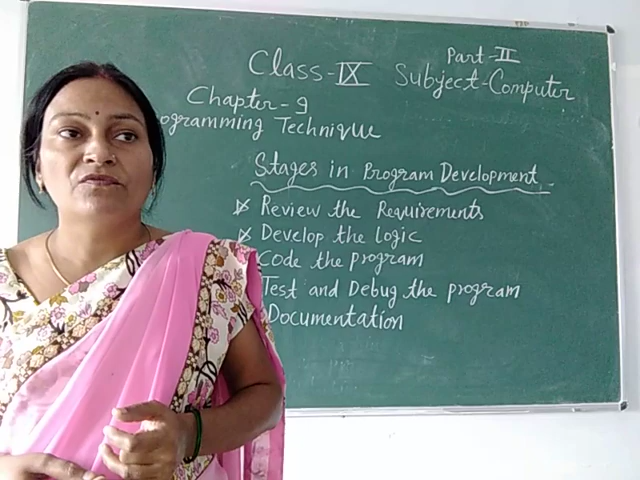 Part-II
Class-IX Subject-Computer
Chapter-9
ogramming Technique
Stages in Program Development
Review the Requirements
Develop the logic
Code the program
Test and Debug the program
Documentation